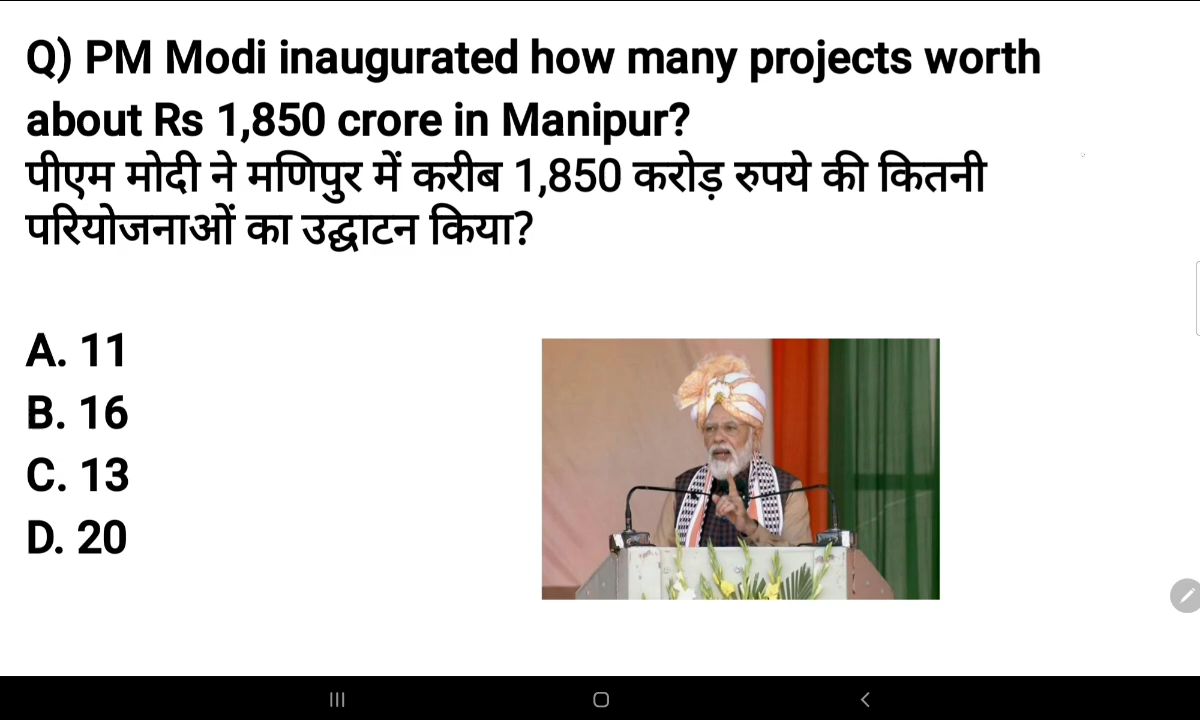 Q) PM Modi inaugurated how many projects worth
about Rs 1,850 crore in Manipur?
पीएम मोदी ने मणिपुर में करीब 1,850 करोड़ रुपये की कितनी
परियोजनाओं का उद्घाटन किया?
A. 11
B. 16
C. 13
D. 20